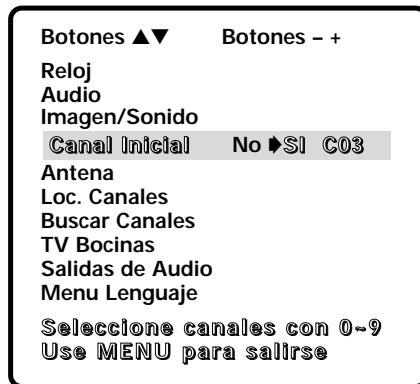 Botones ▲▼ Botones – +
Reloj
Audio
Imagen/Sonido
Canal Inicial No ➧SI C03
Antena
Loc. Canales
Buscar Canales
TV Bocinas
Salidas de Audio
Menu Lenguaje
Seleccione canales con 0~9
Use MENU para salirse